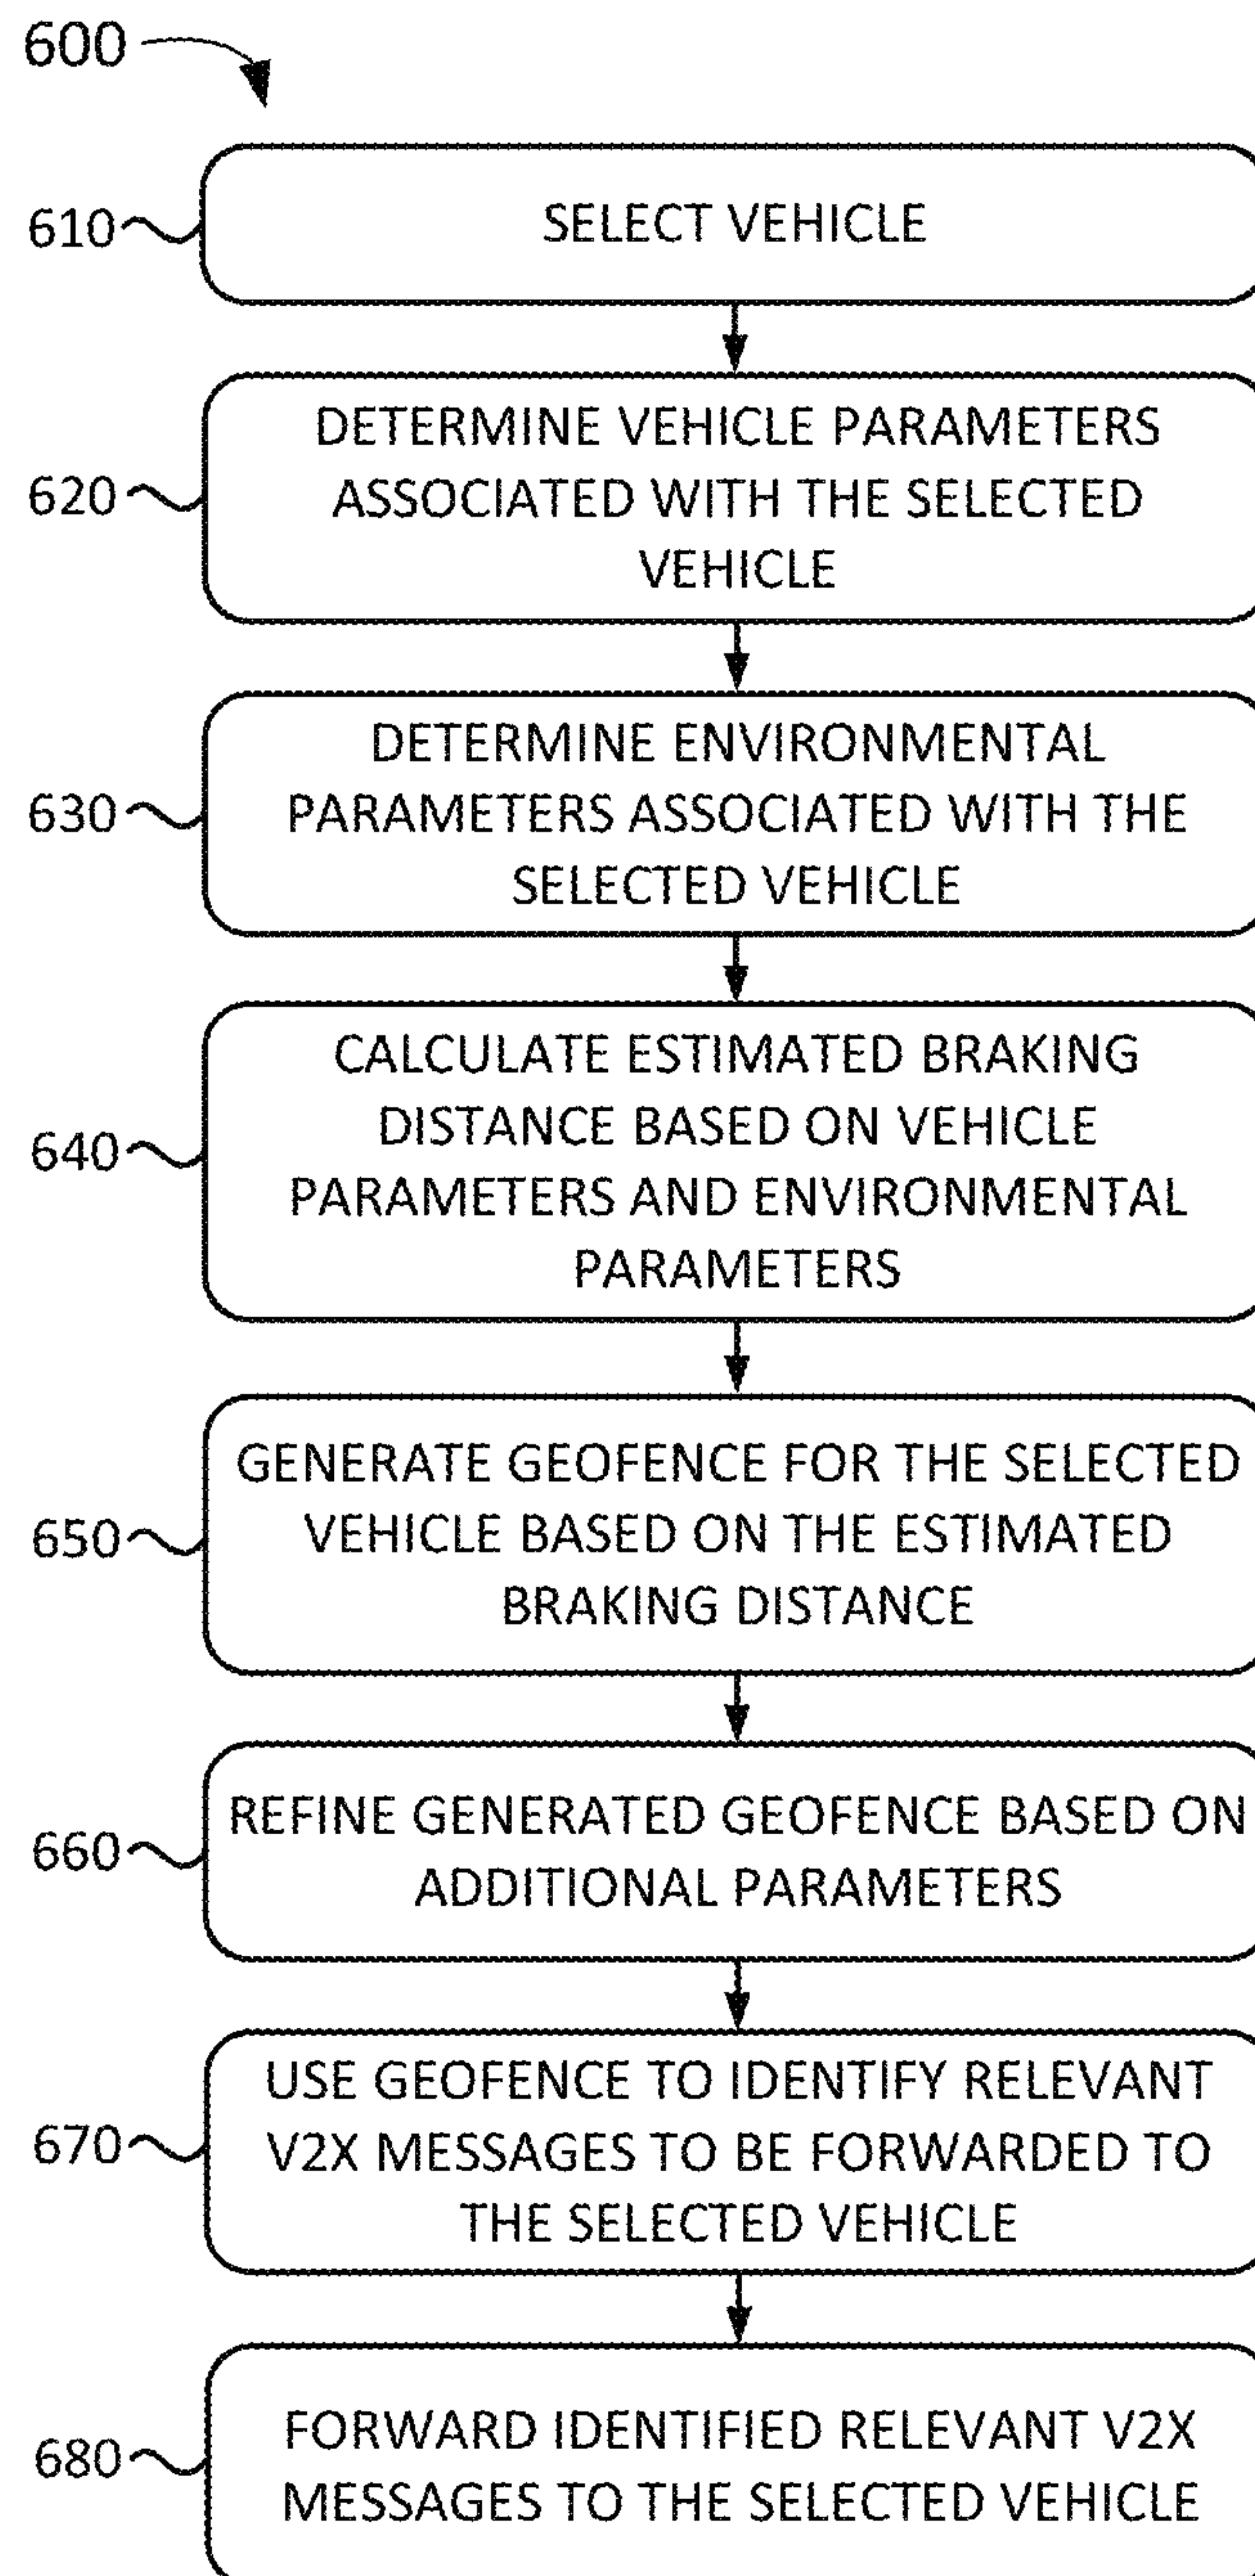 600
610
SELECT VEHICLE
620
DETERMINE VEHICLE PARAMETERS
ASSOCIATED WITH THE SELECTED
VEHICLE
630
DETERMINE ENVIRONMENTAL
PARAMETERS ASSOCIATED WITH THE
SELECTED VEHICLE
640
CALCULATE ESTIMATED BRAKING
DISTANCE BASED ON VEHICLE
PARAMETERS AND ENVIRONMENTAL
PARAMETERS
650
GENERATE GEOFENCE FOR THE SELECTED
VEHICLE BASED ON THE ESTIMATED
BRAKING DISTANCE
660
REFINE GENERATED GEOFENCE BASED ON
ADDITIONAL PARAMETERS
670
USE GEOFENCE TO IDENTIFY RELEVANT
V2X MESSAGES TO BE FORWARDED TO
THE SELECTED VEHICLE
680
FORWARD IDENTIFIED RELEVANT V2X
MESSAGES TO THE SELECTED VEHICLE